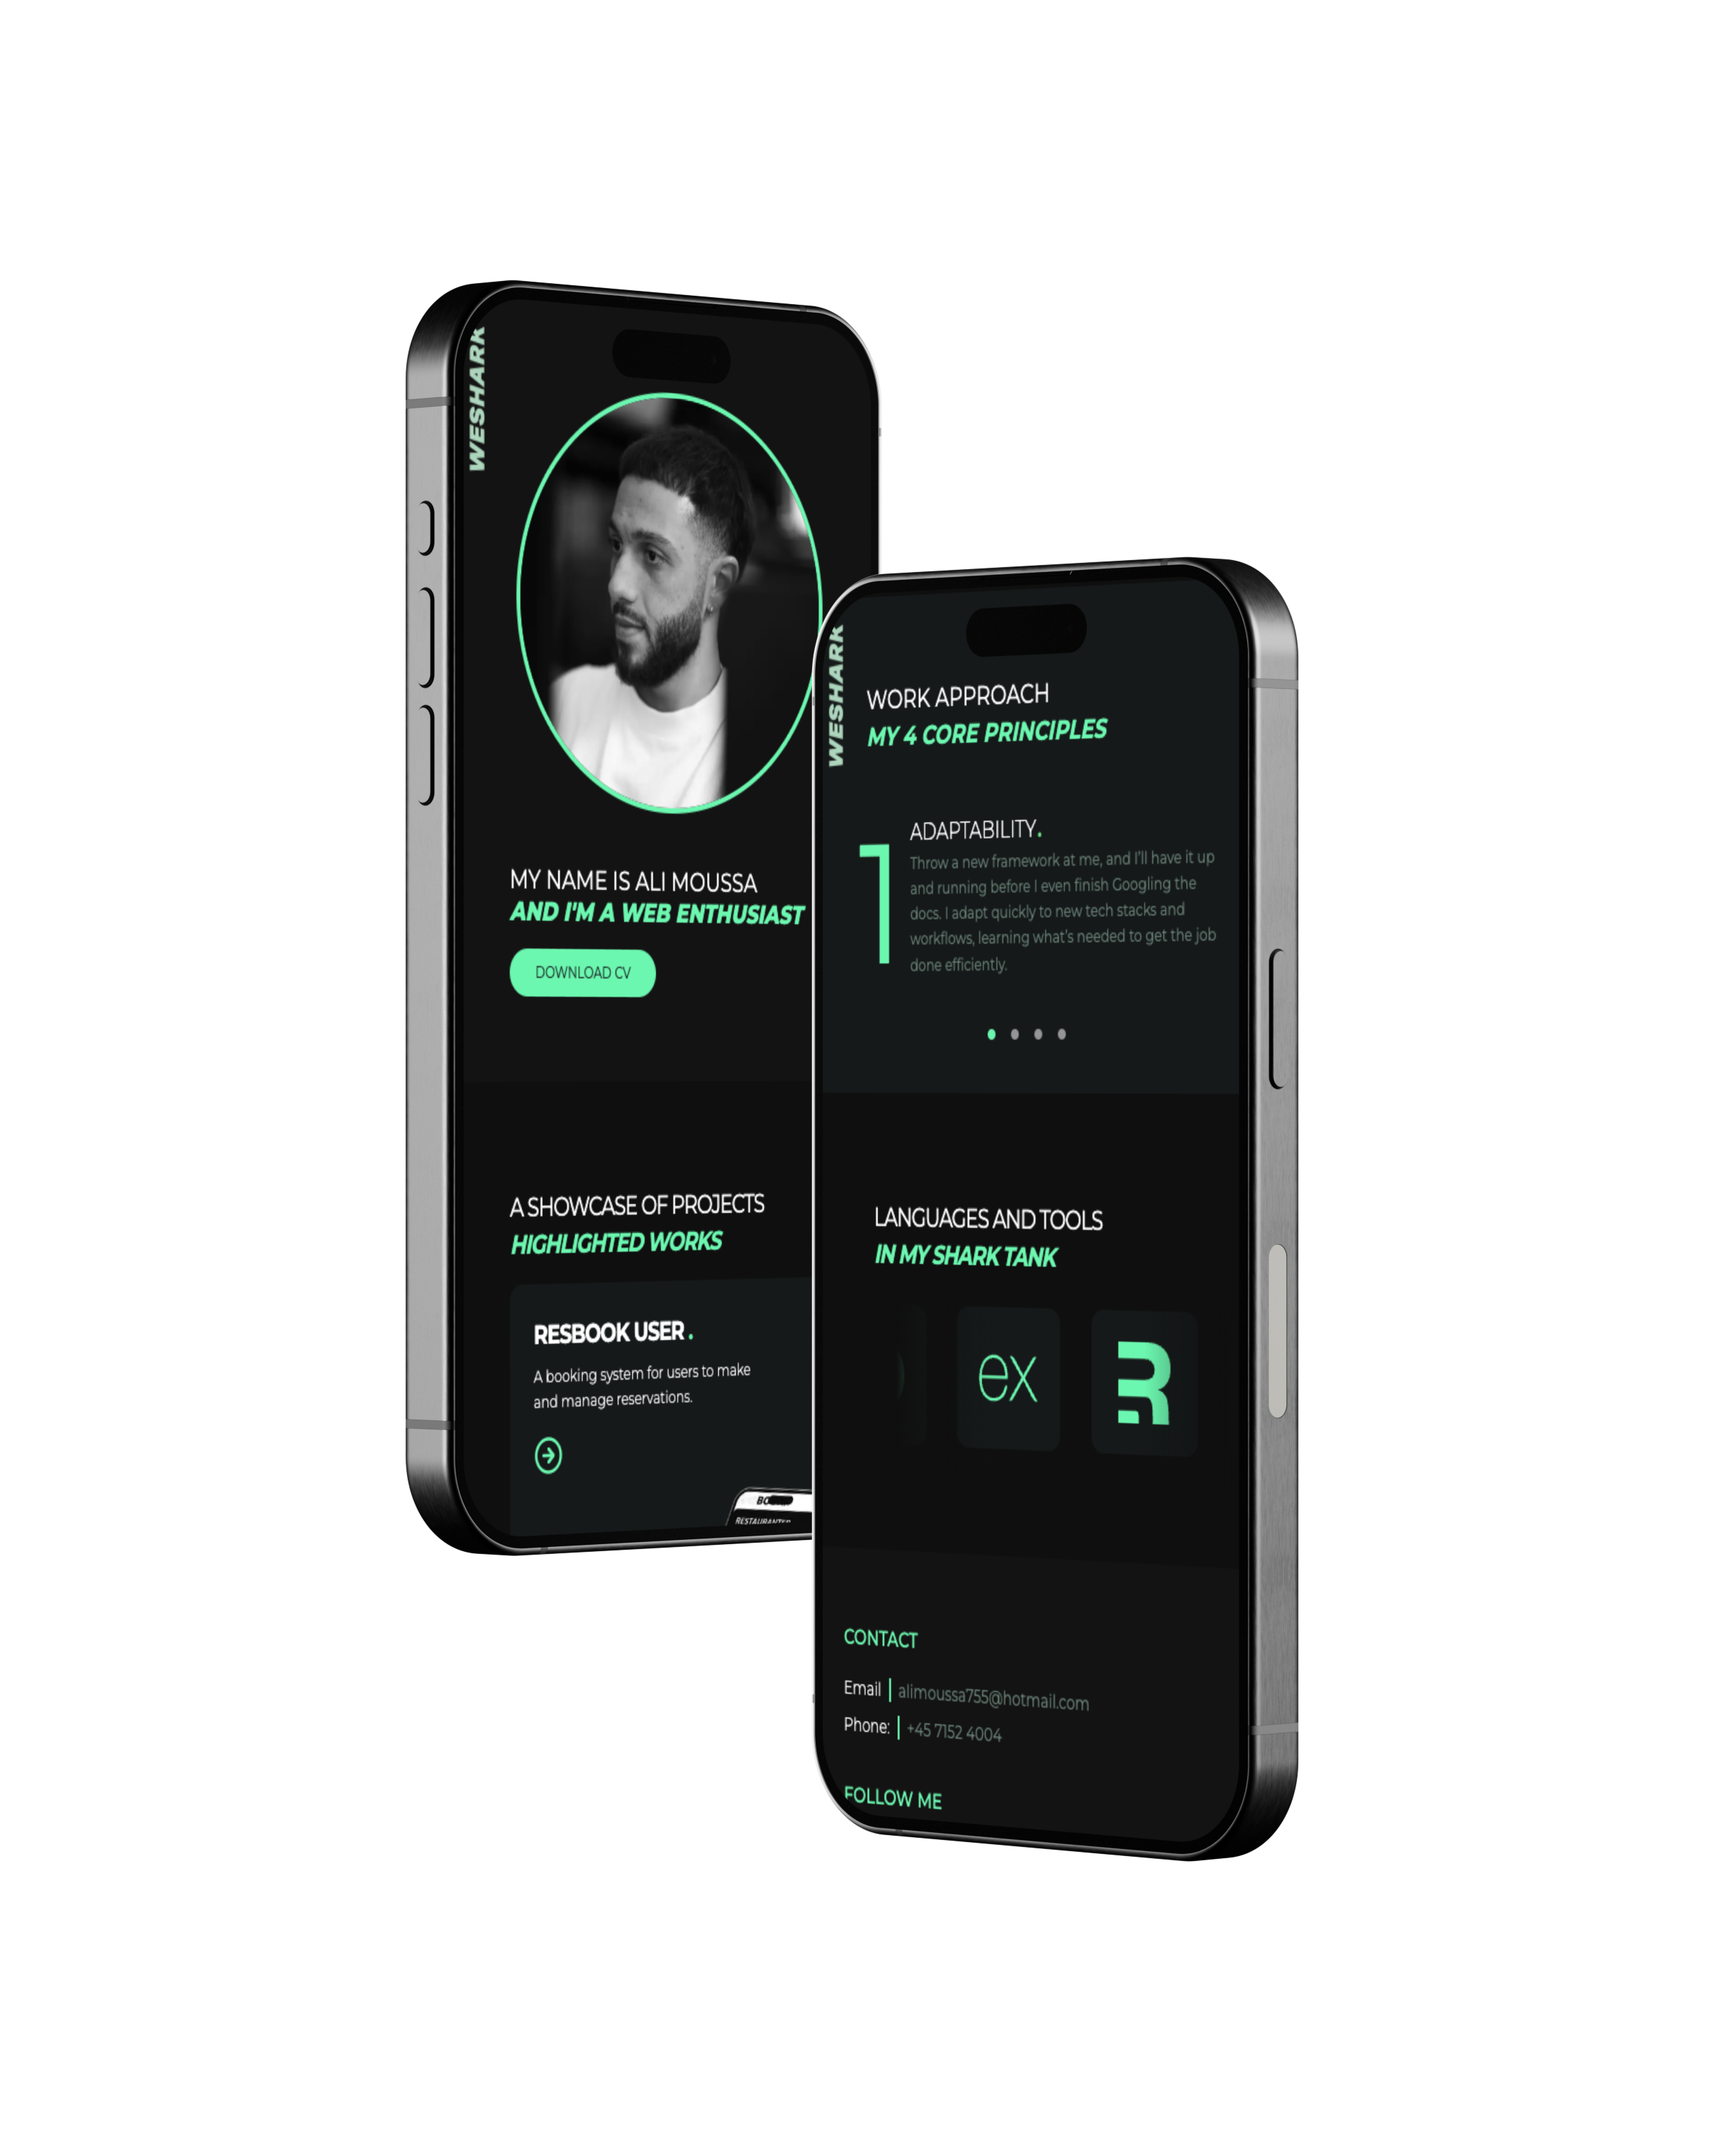 WESHARK
MY NAME IS ALI MOUSSA
AND I'M A WEB ENTHUSIAST
DOWNLOAD CV
A SHOWCASE OF PROJECTS
HIGHLIGHTED WORKS
RESBOOK USER.
A booking system for users to make
and manage reservations.
WESHARK
WORK APPROACH
MY 4 CORE PRINCIPLES
1
ADAPTABILITY.
Throw a new framework at me, and I'll have it up
and running before I even finish Googling the
docs. I adapt quickly to new tech stacks and
workflows, learning what's needed to get the job
done efficiently.
LANGUAGES AND TOOLS
IN MY SHARK TANK
ex
R
CONTACT
Email | alimoussa755@hotmail.com
Phone: | +45 7152 4004
FOLLOW ME